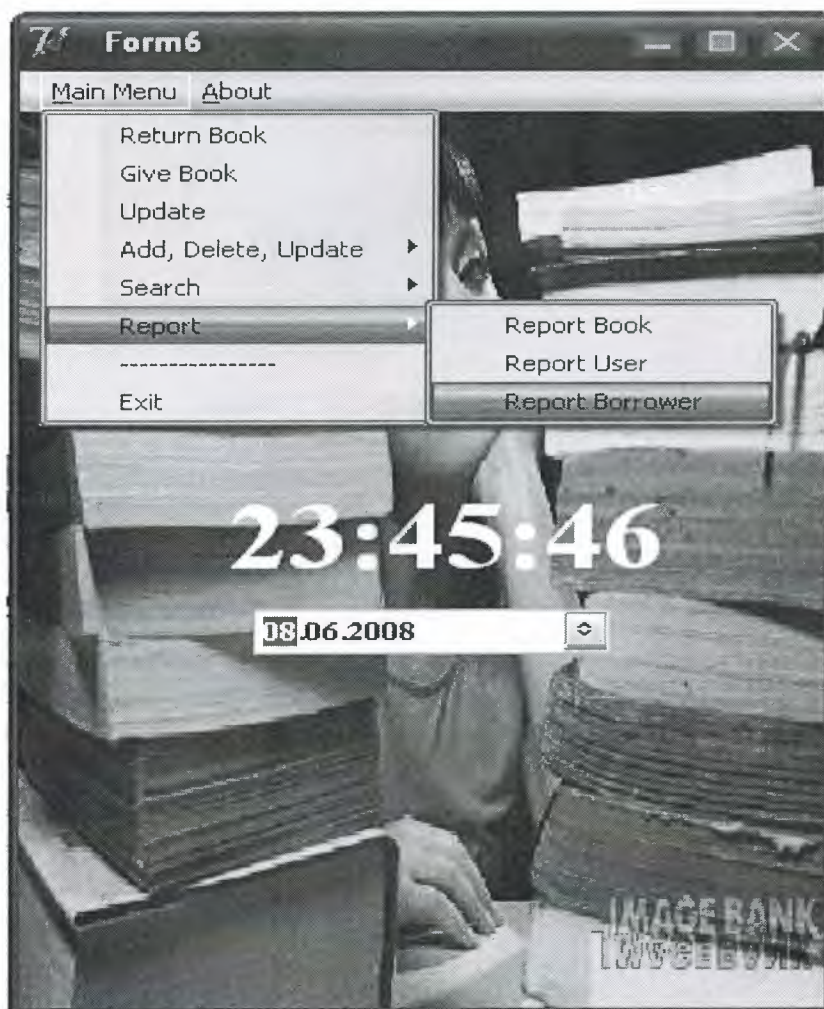 Form6
Main Menu About
Return Book
Give Book
Update
Add, Delete, Update
Search
Report
Report Book
Report User
Report Borrower
----------------
Exit
23:45:46
08.06.2008
IMAGE BANK